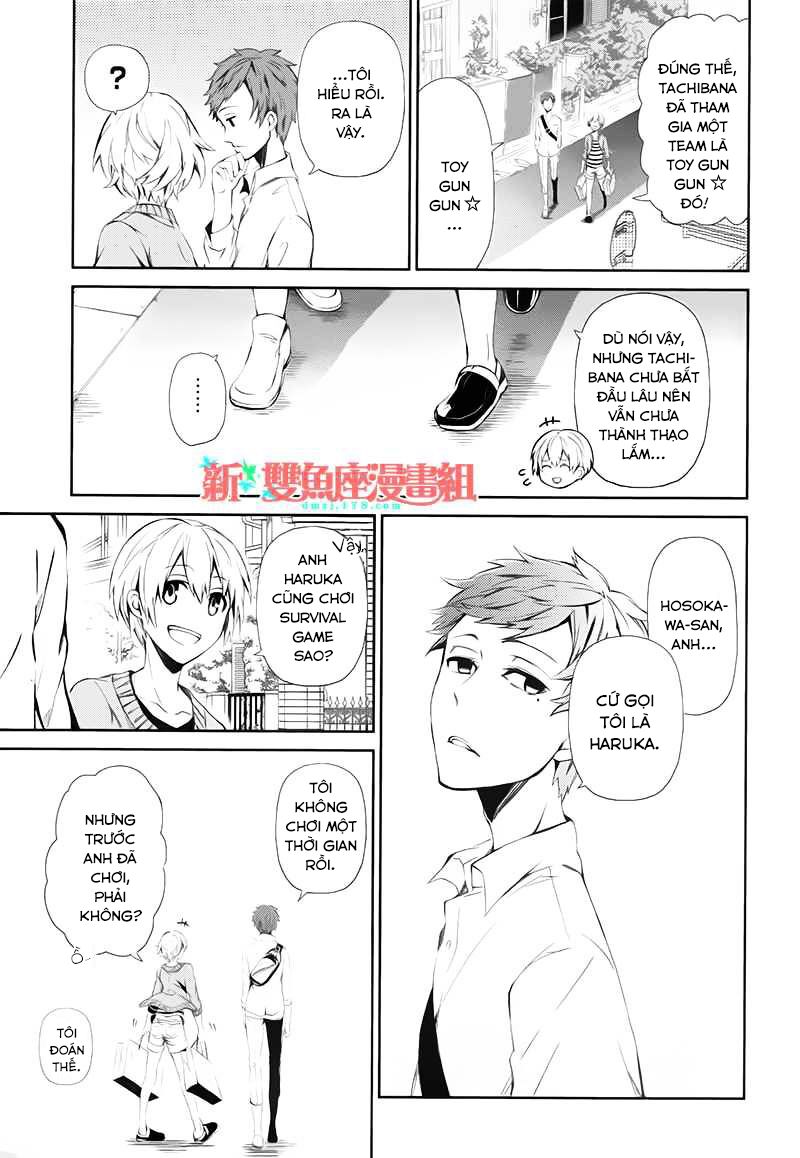 ĐÚNG THẾ,
TACHIBANA
ĐÃ THAM
GIA MỘT
TEAM LÀ
TOY GUN
GUN ☆
ĐÓ!
TOY
GUN
GUN ☆
...
...TÔI
HIỂU RỒI.
RA LÀ
VẬY.
?
DÙ NÓI VẬY,
NHƯNG TACHI-
BANA CHƯA BẮT
ĐẦU LÂU NÊN
VẪN CHƯA
THÀNH THẠO
LẮM...
......
新·雙魚座漫畫組
dmzj.178.com
HOSOKA-
WA-SAN,
ANH...
CỨ GỌI
TÔI LÀ
HARUKA.
Vậy,
ANH
HARUKA
CŨNG CHƠI
SURVIVAL
GAME
SAO?
TÔI
KHÔNG
CHƠI MỘT
THỜI GIAN
RỒI.
NHƯNG
TRƯỚC
ANH ĐÃ
CHƠI,
PHẢI
KHÔNG?
Ồ
TÔI
ĐOÁN
THẾ.